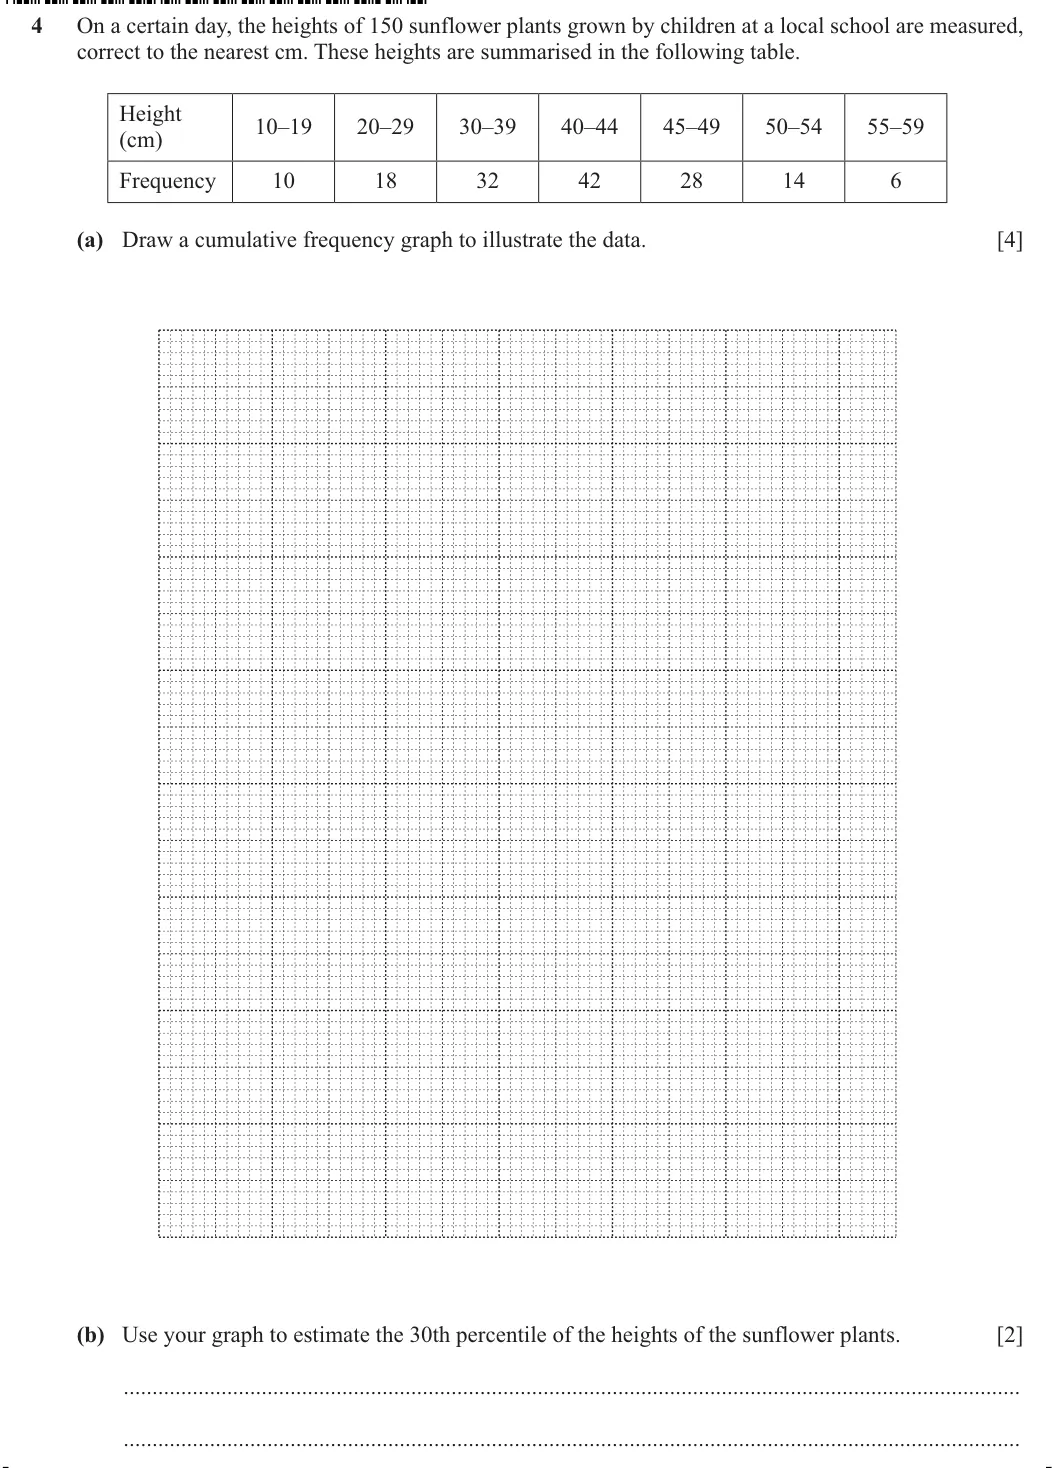 4 On a certain day, the heights of 150 sunflower plants grown by children at a local school are measured,
correct to the nearest cm. These heights are summarised in the following table.
Height (cm) 10–19 20–29 30–39 40–44 45–49 50–54 55–59
Frequency 10 18 32 42 28 14 6
(a) Draw a cumulative frequency graph to illustrate the data. [4]
(b) Use your graph to estimate the 30th percentile of the heights of the sunflower plants. [2]